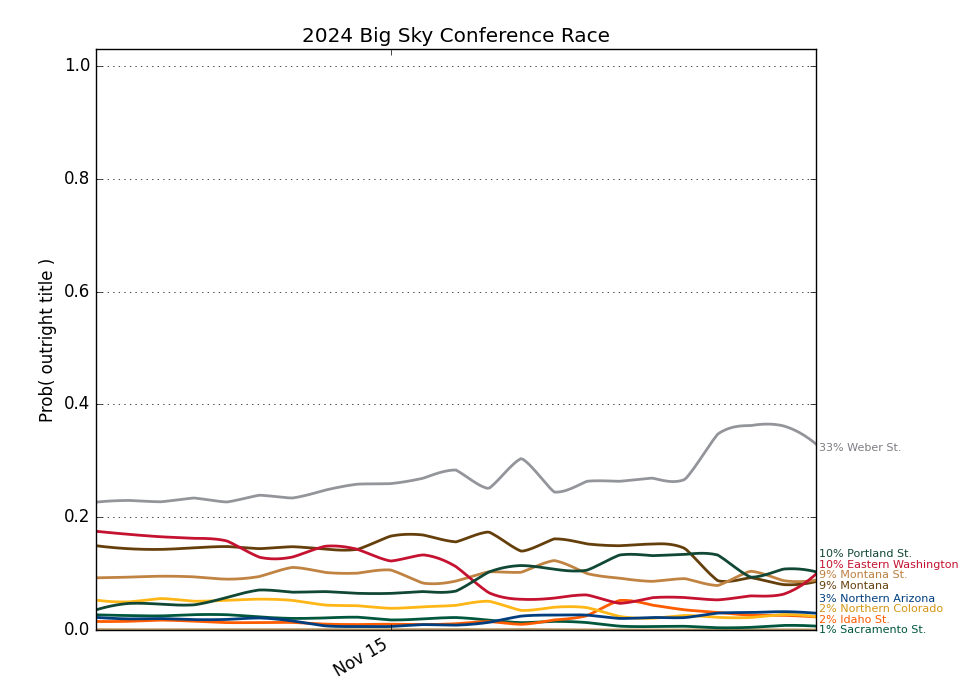 2024 Big Sky Conference Race
Prob( outright title )
1.0
0.8
0.6
0.4
0.2
0.0
Nov 15
33% Weber St.
10% Portland St.
10% Eastern Washington
9% Montana St.
9% Montana
3% Northern Arizona
2% Northern Colorado
2% Idaho St.
1% Sacramento St.